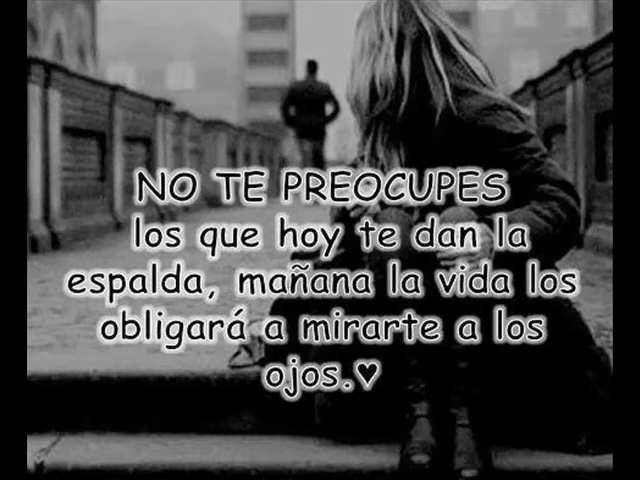 NO TE PREOCUPES
los que hoy te dan la
espalda, mañana la vida los
obligará a mirarte a los
ojos.♥